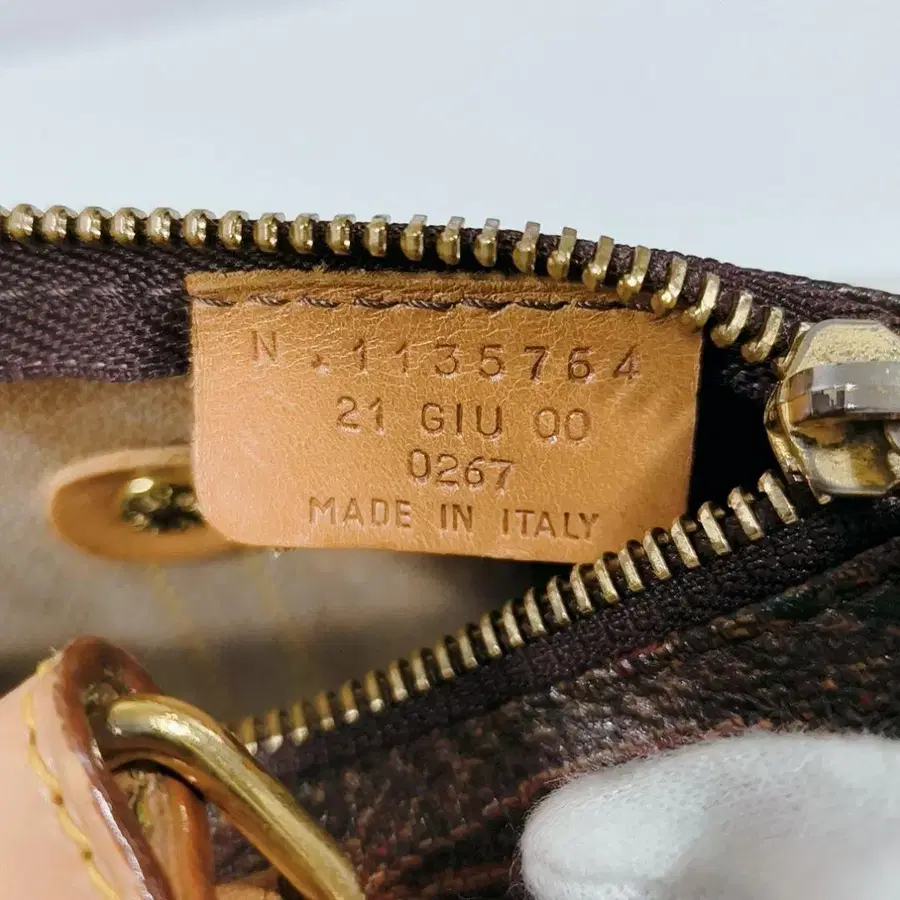 N.1135764
21 GIU 00
0267
MADE IN ITALY